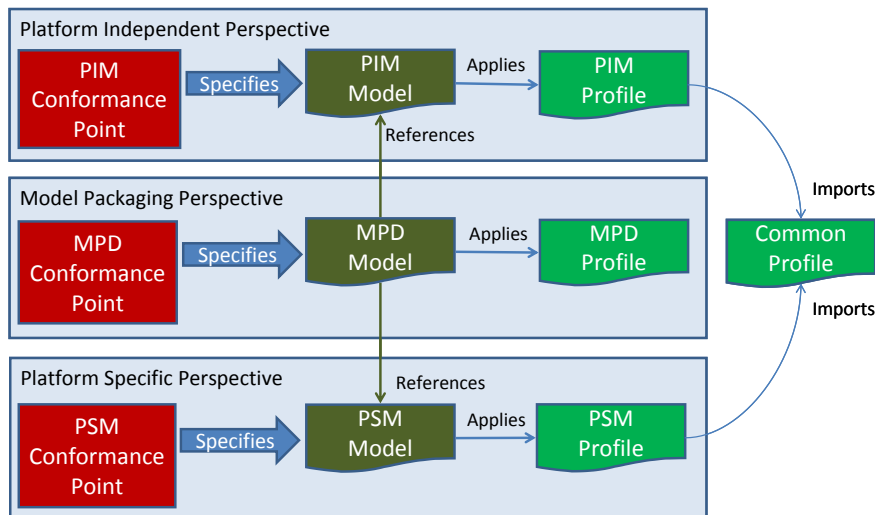 Platform Independent Perspective
PIM
Conformance
Point
Specifies
PIM
Model
Applies
PIM
Profile
References
Imports
Model Packaging Perspective
MPD
Conformance
Point
Specifies
MPD
Model
Applies
MPD
Profile
Common
Profile
Imports
Platform Specific Perspective
References
PSM
Conformance
Point
Specifies
PSM
Model
Applies
PSM
Profile